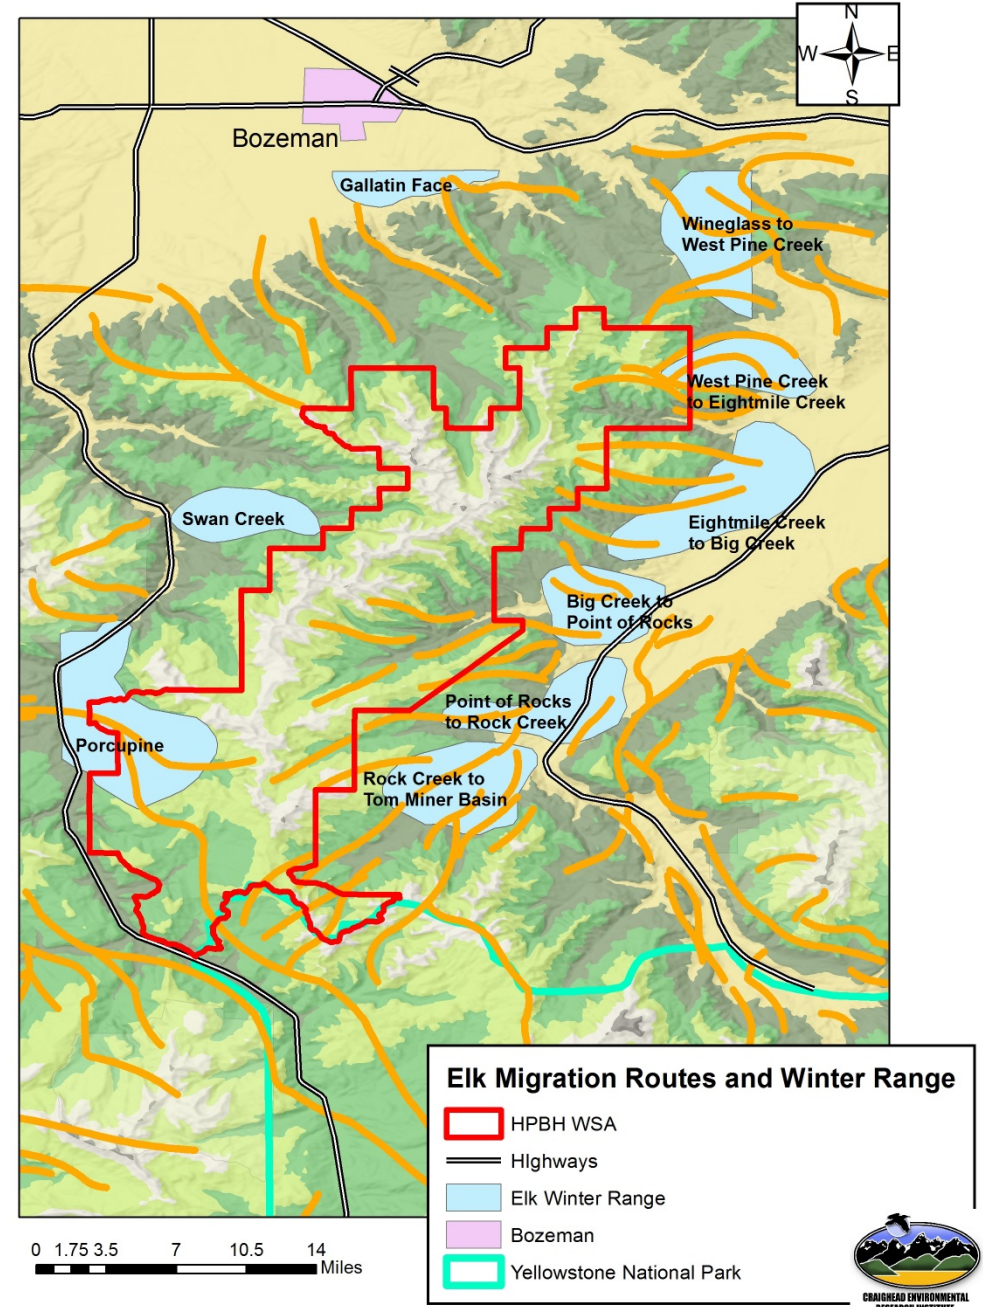 N
W E
S
Bozeman
Gallatin Face
Wineglass to
West Pine Creek
West Pine Creek
to Eightmile Creek
Swan Creek
Eightmile Creek
to Big Creek
Big Creek to
Point of Rocks
Point of Rocks
to Rock Creek
Porcupine
Rock Creek to
Tom Miner Basin
Elk Migration Routes and Winter Range
HPBH WSA
HIghways
Elk Winter Range
Bozeman
Yellowstone National Park
0 1.75 3.5 7 10.5 14
Miles
CRAIGHEAD ENVIRONMENTAL
RESEARCH INSTITUTE